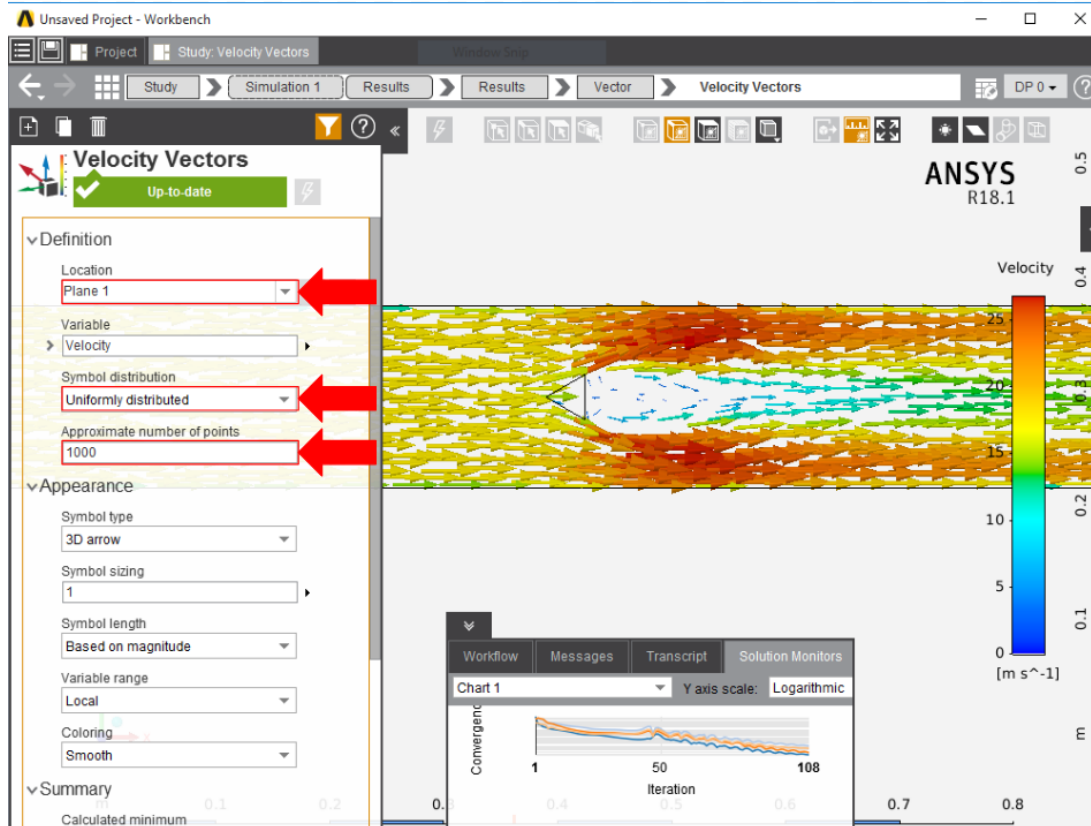 Unsaved Project - Workbench
Project
Study: Velocity Vectors
Window Snip
Study
Simulation 1
Results
Results
Vector
Velocity Vectors
DP 0
Velocity Vectors
Up-to-date
ANSYS
R18.1
Definition
Location
Plane 1
Variable
Velocity
Symbol distribution
Uniformly distributed
Approximate number of points
1000
Appearance
Symbol type
3D arrow
Symbol sizing
1
Symbol length
Based on magnitude
Variable range
Local
Coloring
Smooth
Summary
Calculated minimum
Velocity
25
20
15
10
5
0
[m s^-1]
0.5
0.4
0.3
0.2
0.1
m
Workflow
Messages
Transcript
Solution Monitors
Chart 1
Y axis scale:
Logarithmic
Convergenc
1
50
108
Iteration
m
0.1
0.2
0.3
0.4
0.5
0.6
0.7
0.8